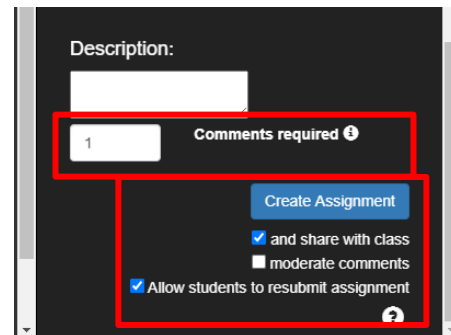 Description:
1 Comments required
Create Assignment
and share with class
moderate comments
Allow students to resubmit assignment
?